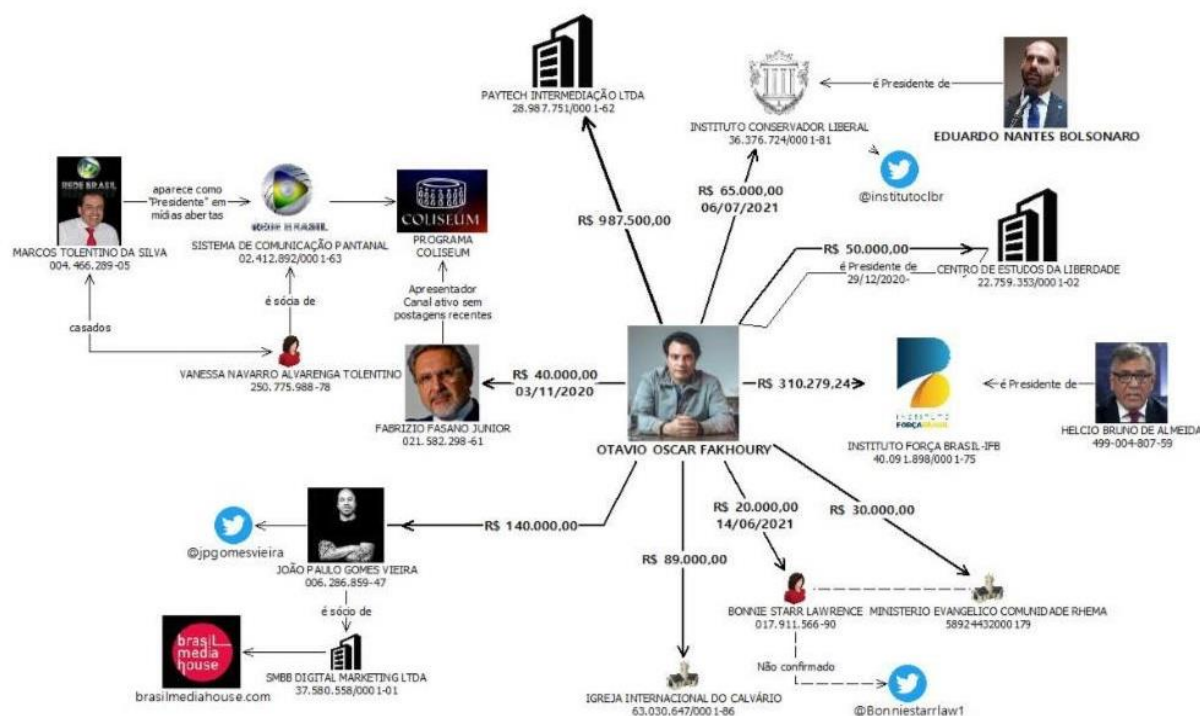 PAYTECH INTERMEDIAÇÃO LTDA
28.987.751/0001-62
INSTITUTO CONSERVADOR LIBERAL
36.376.724/0001-81
é Presidente de
EDUARDO NANTES BOLSONARO
@institutoclbr
R$ 987.500,00
R$ 65.000,00
06/07/2021
REDE BRASIL
MARCOS TOLENTINO DA SILVA
004.466.289-05
aparece como
"Presidente" em
mídias abertas
REDE BRASIL
SISTEMA DE COMUNICAÇÃO PANTANAL
02.412.892/0001-63
COLISEUM
PROGRAMA
COLISEUM
R$ 50.000,00
é Presidente de
29/12/2020-
CENTRO DE ESTUDOS DA LIBERDADE
22.759.353/0001-02
é sócia de
Apresentador
Canal ativo sem
postagens recentes
casados
VANESSA NAVARRO ALVARENGA TOLENTINO
250.775.988-78
R$ 40.000,00
03/11/2020
FABRIZIO FASANO JUNIOR
021.582.298-61
OTAVIO OSCAR FAKHOURY
R$ 310.279,24
INSTITUTO
FORÇA BRASIL
INSTITUTO FORÇA BRASIL-IFB
40.091.898/0001-75
é Presidente de
HELCIO BRUNO DE ALMEIDA
499-004-807-59
R$ 140.000,00
@jpgomesvieira
JOÃO PAULO GOMES VIEIRA
006.286.859-47
é sócio de
brasil
media
house
brasilmediahouse.com
SMBB DIGITAL MARKETING LTDA
37.580.558/0001-01
R$ 89.000,00
IGREJA INTERNACIONAL DO CALVÁRIO
63.030.647/0001-86
R$ 20.000,00
14/06/2021
R$ 30.000,00
BONNIE STARR LAWRENCE
017.911.566-90
MINISTERIO EVANGELICO COMUNIDADE RHEMA
58924432000179
Não confirmado
@Bonniestarrlaw1